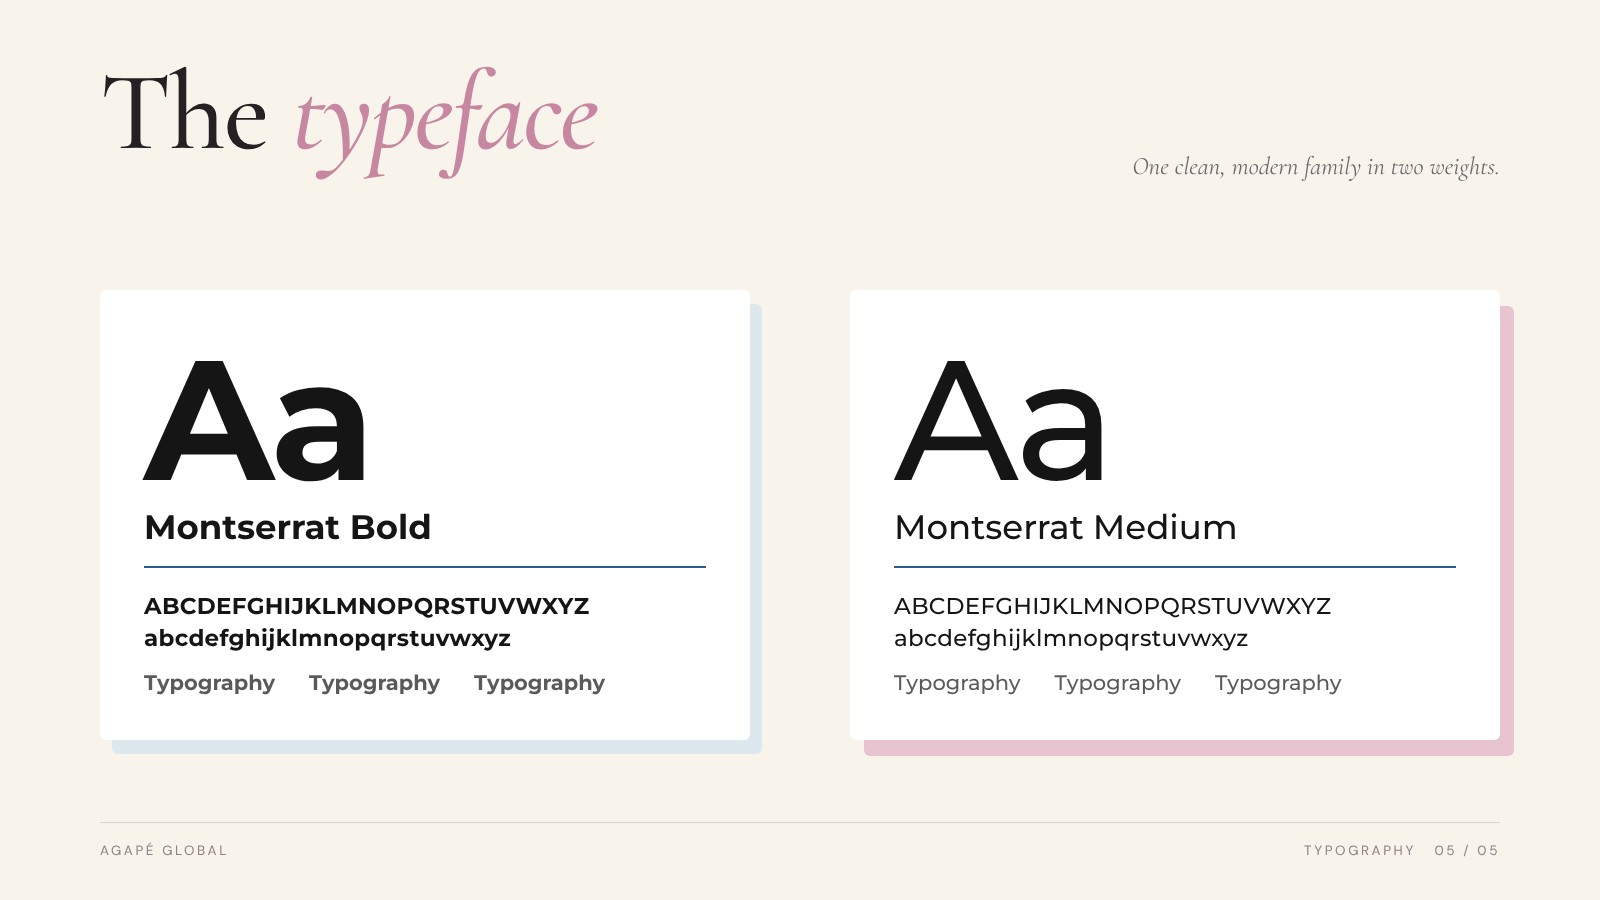 The typeface
One clean, modern family in two weights.
Aa
Montserrat Bold
ABCDEFGHIJKLMNOPQRSTUVWXYZ
abcdefghijklmnopqrstuvwxyz
Typography Typography Typography
Aa
Montserrat Medium
ABCDEFGHIJKLMNOPQRSTUVWXYZ
abcdefghijklmnopqrstuvwxyz
Typography Typography Typography
AGAPÉ GLOBAL
TYPOGRAPHY 05 / 05